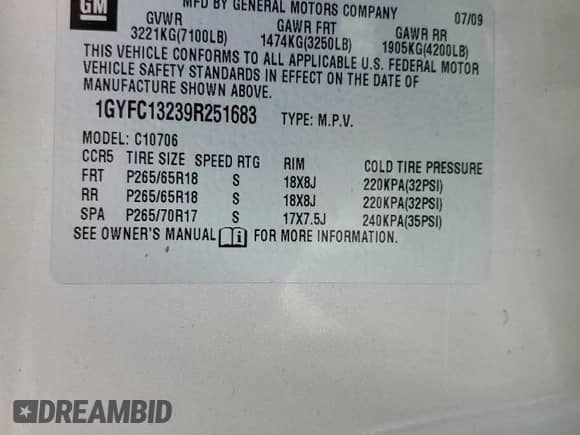 GM
MFD BY GENERAL MOTORS COMPANY 07/09
GVWR GAWR FRT GAWR RR
3221KG(7100LB) 1474KG(3250LB) 1905KG(4200LB)
THIS VEHICLE CONFORMS TO ALL APPLICABLE U.S. FEDERAL MOTOR
VEHICLE SAFETY STANDARDS IN EFFECT ON THE DATE OF
MANUFACTURE SHOWN ABOVE.
1GYFC13239R251683 TYPE: M.P.V.
MODEL: C10706
CCR5 TIRE SIZE SPEED RTG RIM COLD TIRE PRESSURE
FRT P265/65R18 S 18X8J 220KPA(32PSI)
RR P265/65R18 S 18X8J 220KPA(32PSI)
SPA P265/70R17 S 17X7.5J 240KPA(35PSI)
SEE OWNER'S MANUAL i FOR MORE INFORMATION.
DREAMBID